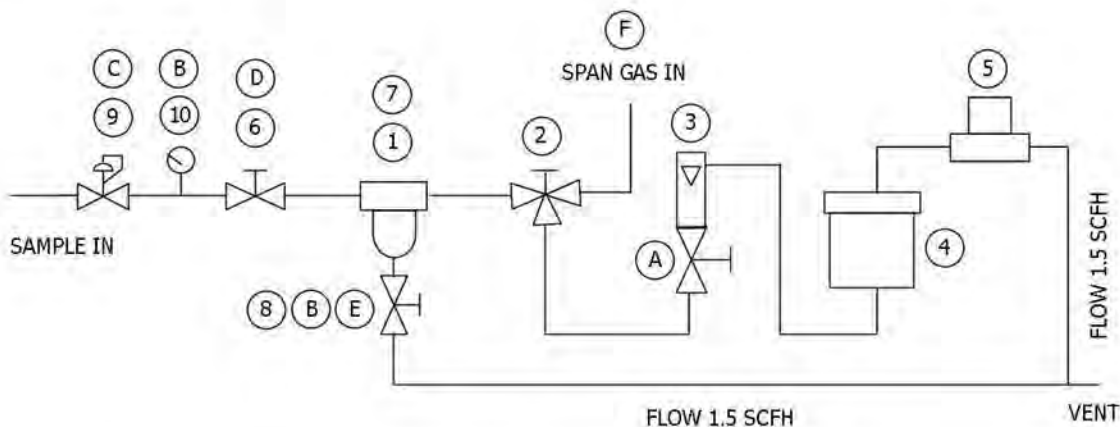 F
SPAN GAS IN
C B D
9 10 6
7
1
2
3
5
SAMPLE IN
A
4
8 B E
FLOW 1.5 SCFH
FLOW 1.5 SCFH
VENT